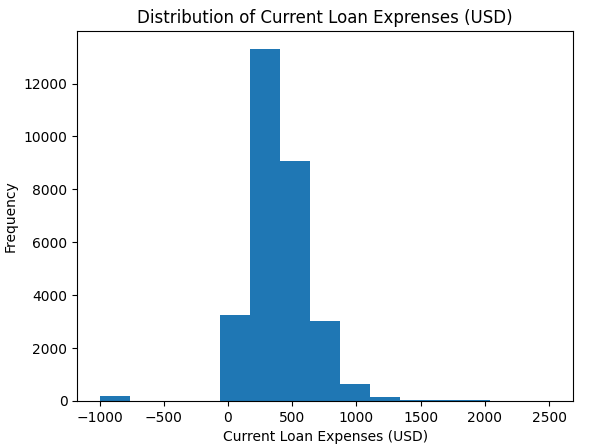 Distribution of Current Loan Exprenses (USD)
12000
10000
8000
6000
4000
2000
0
Frequency
−1000 −500 0 500 1000 1500 2000 2500
Current Loan Expenses (USD)